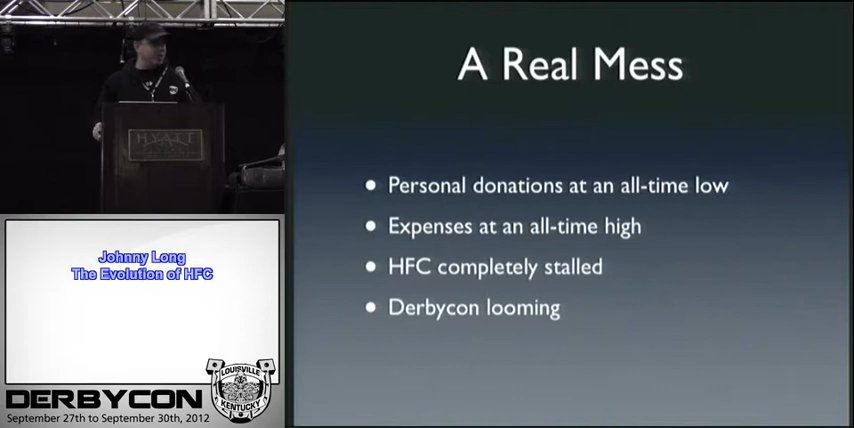 A Real Mess
Personal donations at an all-time low
Expenses at an all-time high
HFC completely stalled
Derbycon looming
HYATT
Johnny Long
The Evolution of HFC
LOUISVILLE
KENTUCKY
DERBYCON
September 27th to September 30th, 2012